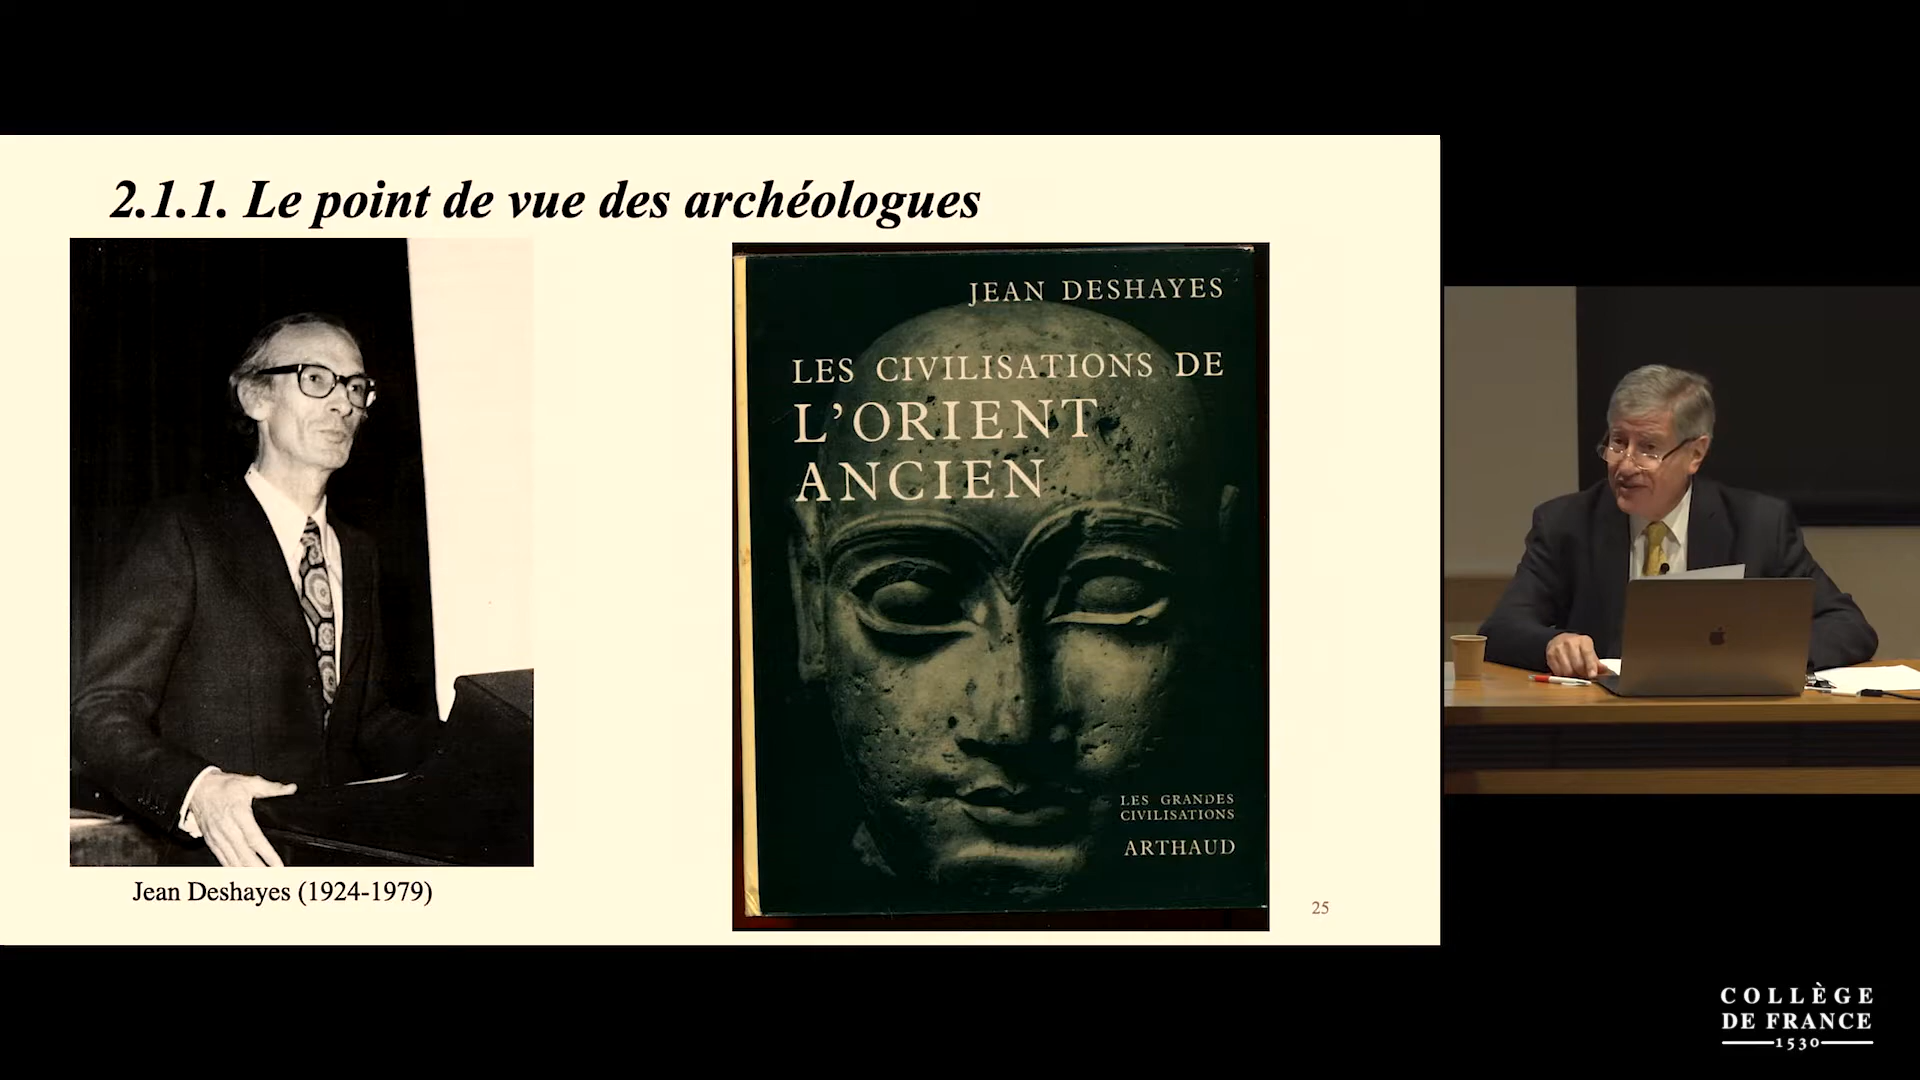 2.1.1. Le point de vue des archéologues
JEAN DESHAYES
LES CIVILISATIONS DE
L'ORIENT
ANCIEN
LES GRANDES
CIVILISATIONS
ARTHAUD
Jean Deshayes (1924-1979)
25
COLLÈGE
DE FRANCE
1530